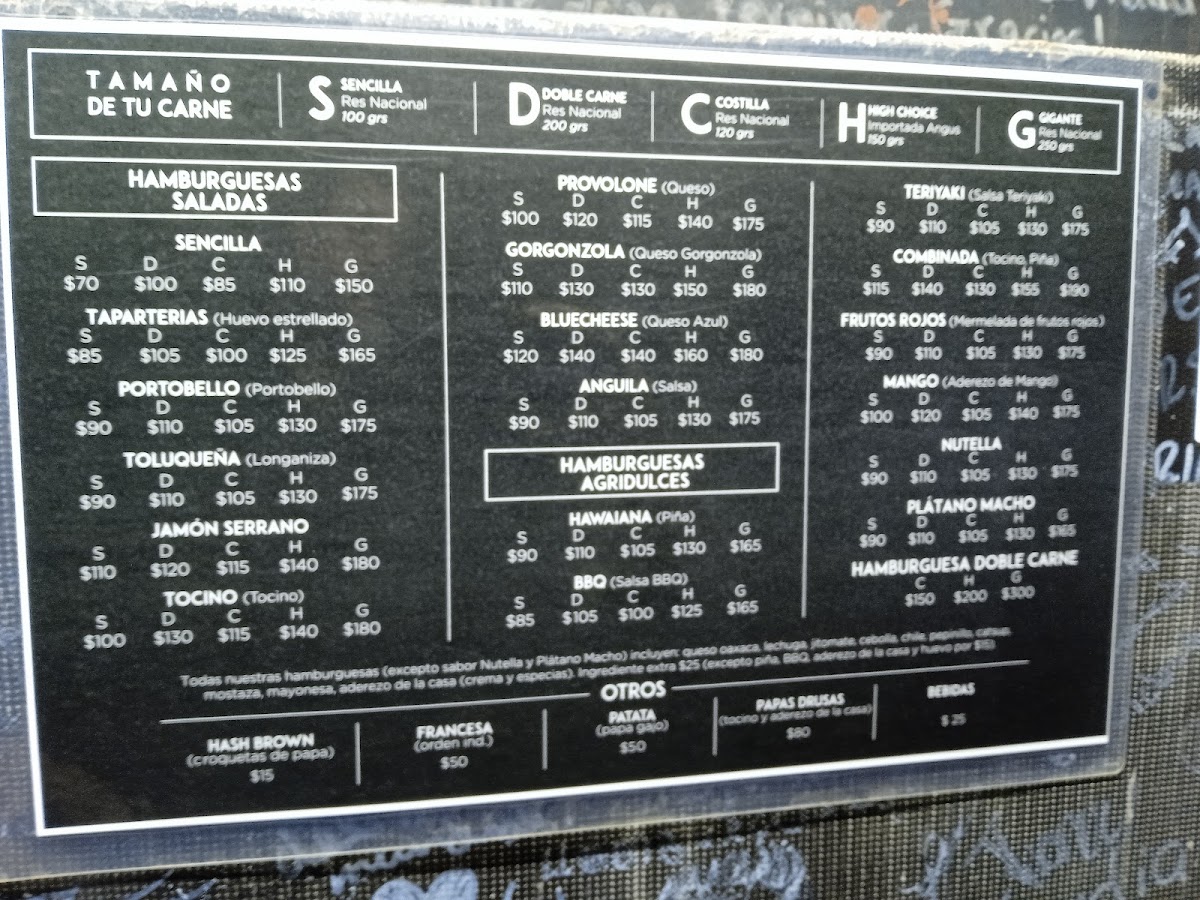 TAMAÑO
DE TU CARNE
S SENCILLA
Res Nacional
100 grs
D DOBLE CARNE
Res Nacional
200 grs
C COSTILLA
Res Nacional
120 grs
H HIGH CHOICE
Importada Angus
150 grs
G GIGANTE
Res Nacional
250 grs
HAMBURGUESAS
SALADAS
SENCILLA
S D C H G
$70 $100 $85 $110 $150
TAPARTERIAS (Huevo estrellado)
S D C H G
$85 $105 $100 $125 $165
PORTOBELLO (Portobello)
S D C H G
$90 $110 $105 $130 $175
TOLUQUEÑA (Longaniza)
S D C H G
$90 $110 $105 $130 $175
JAMÓN SERRANO
S D C H G
$110 $120 $115 $140 $180
TOCINO (Tocino)
S D C H G
$100 $130 $115 $140 $180
PROVOLONE (Queso)
S D C H G
$100 $120 $115 $140 $175
GORGONZOLA (Queso Gorgonzola)
S D C H G
$110 $130 $130 $150 $180
BLUECHEESE (Queso Azul)
S D C H G
$120 $140 $140 $160 $180
ANGUILA (Salsa)
S D C H G
$90 $110 $105 $130 $175
HAMBURGUESAS
AGRIDULCES
HAWAIANA (Piña)
S D C H G
$90 $110 $105 $130 $165
BBQ (Salsa BBQ)
S D C H G
$85 $105 $100 $125 $165
TERIYAKI (Salsa Teriyaki)
S D C H G
$90 $110 $105 $130 $175
COMBINADA (Tocino, Piña)
S D C H G
$115 $140 $130 $155 $190
FRUTOS ROJOS (Mermelada de frutos rojos)
S D C H G
$90 $110 $105 $130 $175
MANGO (Aderezo de Mango)
S D C H G
$100 $120 $105 $140 $175
NUTELLA
S D C H G
$90 $110 $105 $130 $175
PLÁTANO MACHO
S D C H G
$90 $110 $105 $130 $165
HAMBURGUESA DOBLE CARNE
C H G
$150 $200 $300
Todas nuestras hamburguesas (excepto sabor Nutella y Plátano Macho) incluyen: queso oaxaca, lechuga, jitomate, cebolla, chile, pepinillo, catsup,
mostaza, mayonesa, aderezo de la casa (crema y especias). Ingrediente extra $25 (excepto piña, BBQ, aderezo de la casa y huevo por $15).
OTROS
HASH BROWN
(croquetas de papa)
$15
FRANCESA
(orden ind.)
$50
PATATA
(papa gajo)
$50
PAPAS DRUSAS
(tocino y aderezo de la casa)
$80
BEBIDAS
$ 25